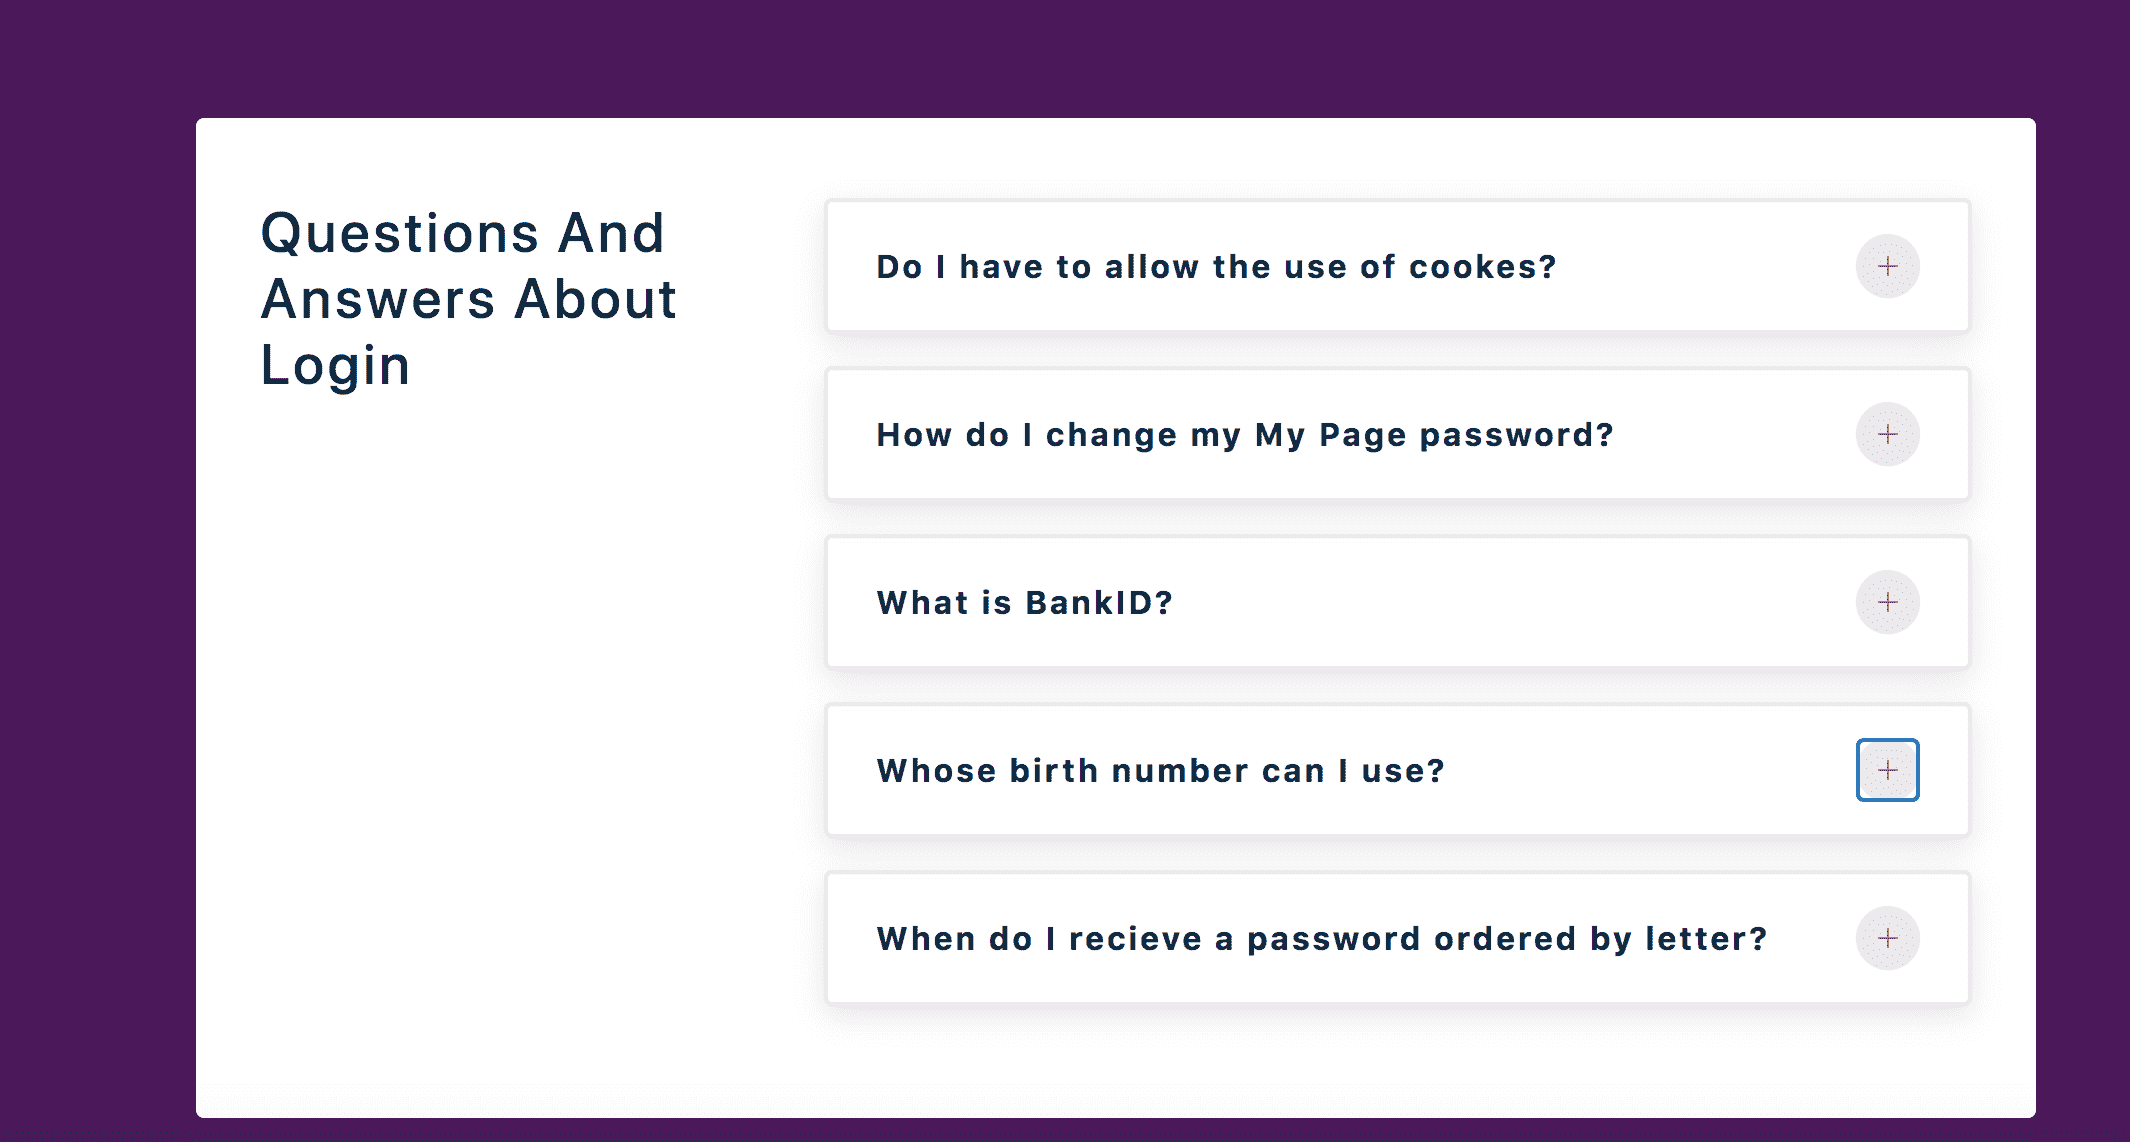 Questions And
Answers About
Login
Do I have to allow the use of cookes?
How do I change my My Page password?
What is BankID?
Whose birth number can I use?
When do I recieve a password ordered by letter?